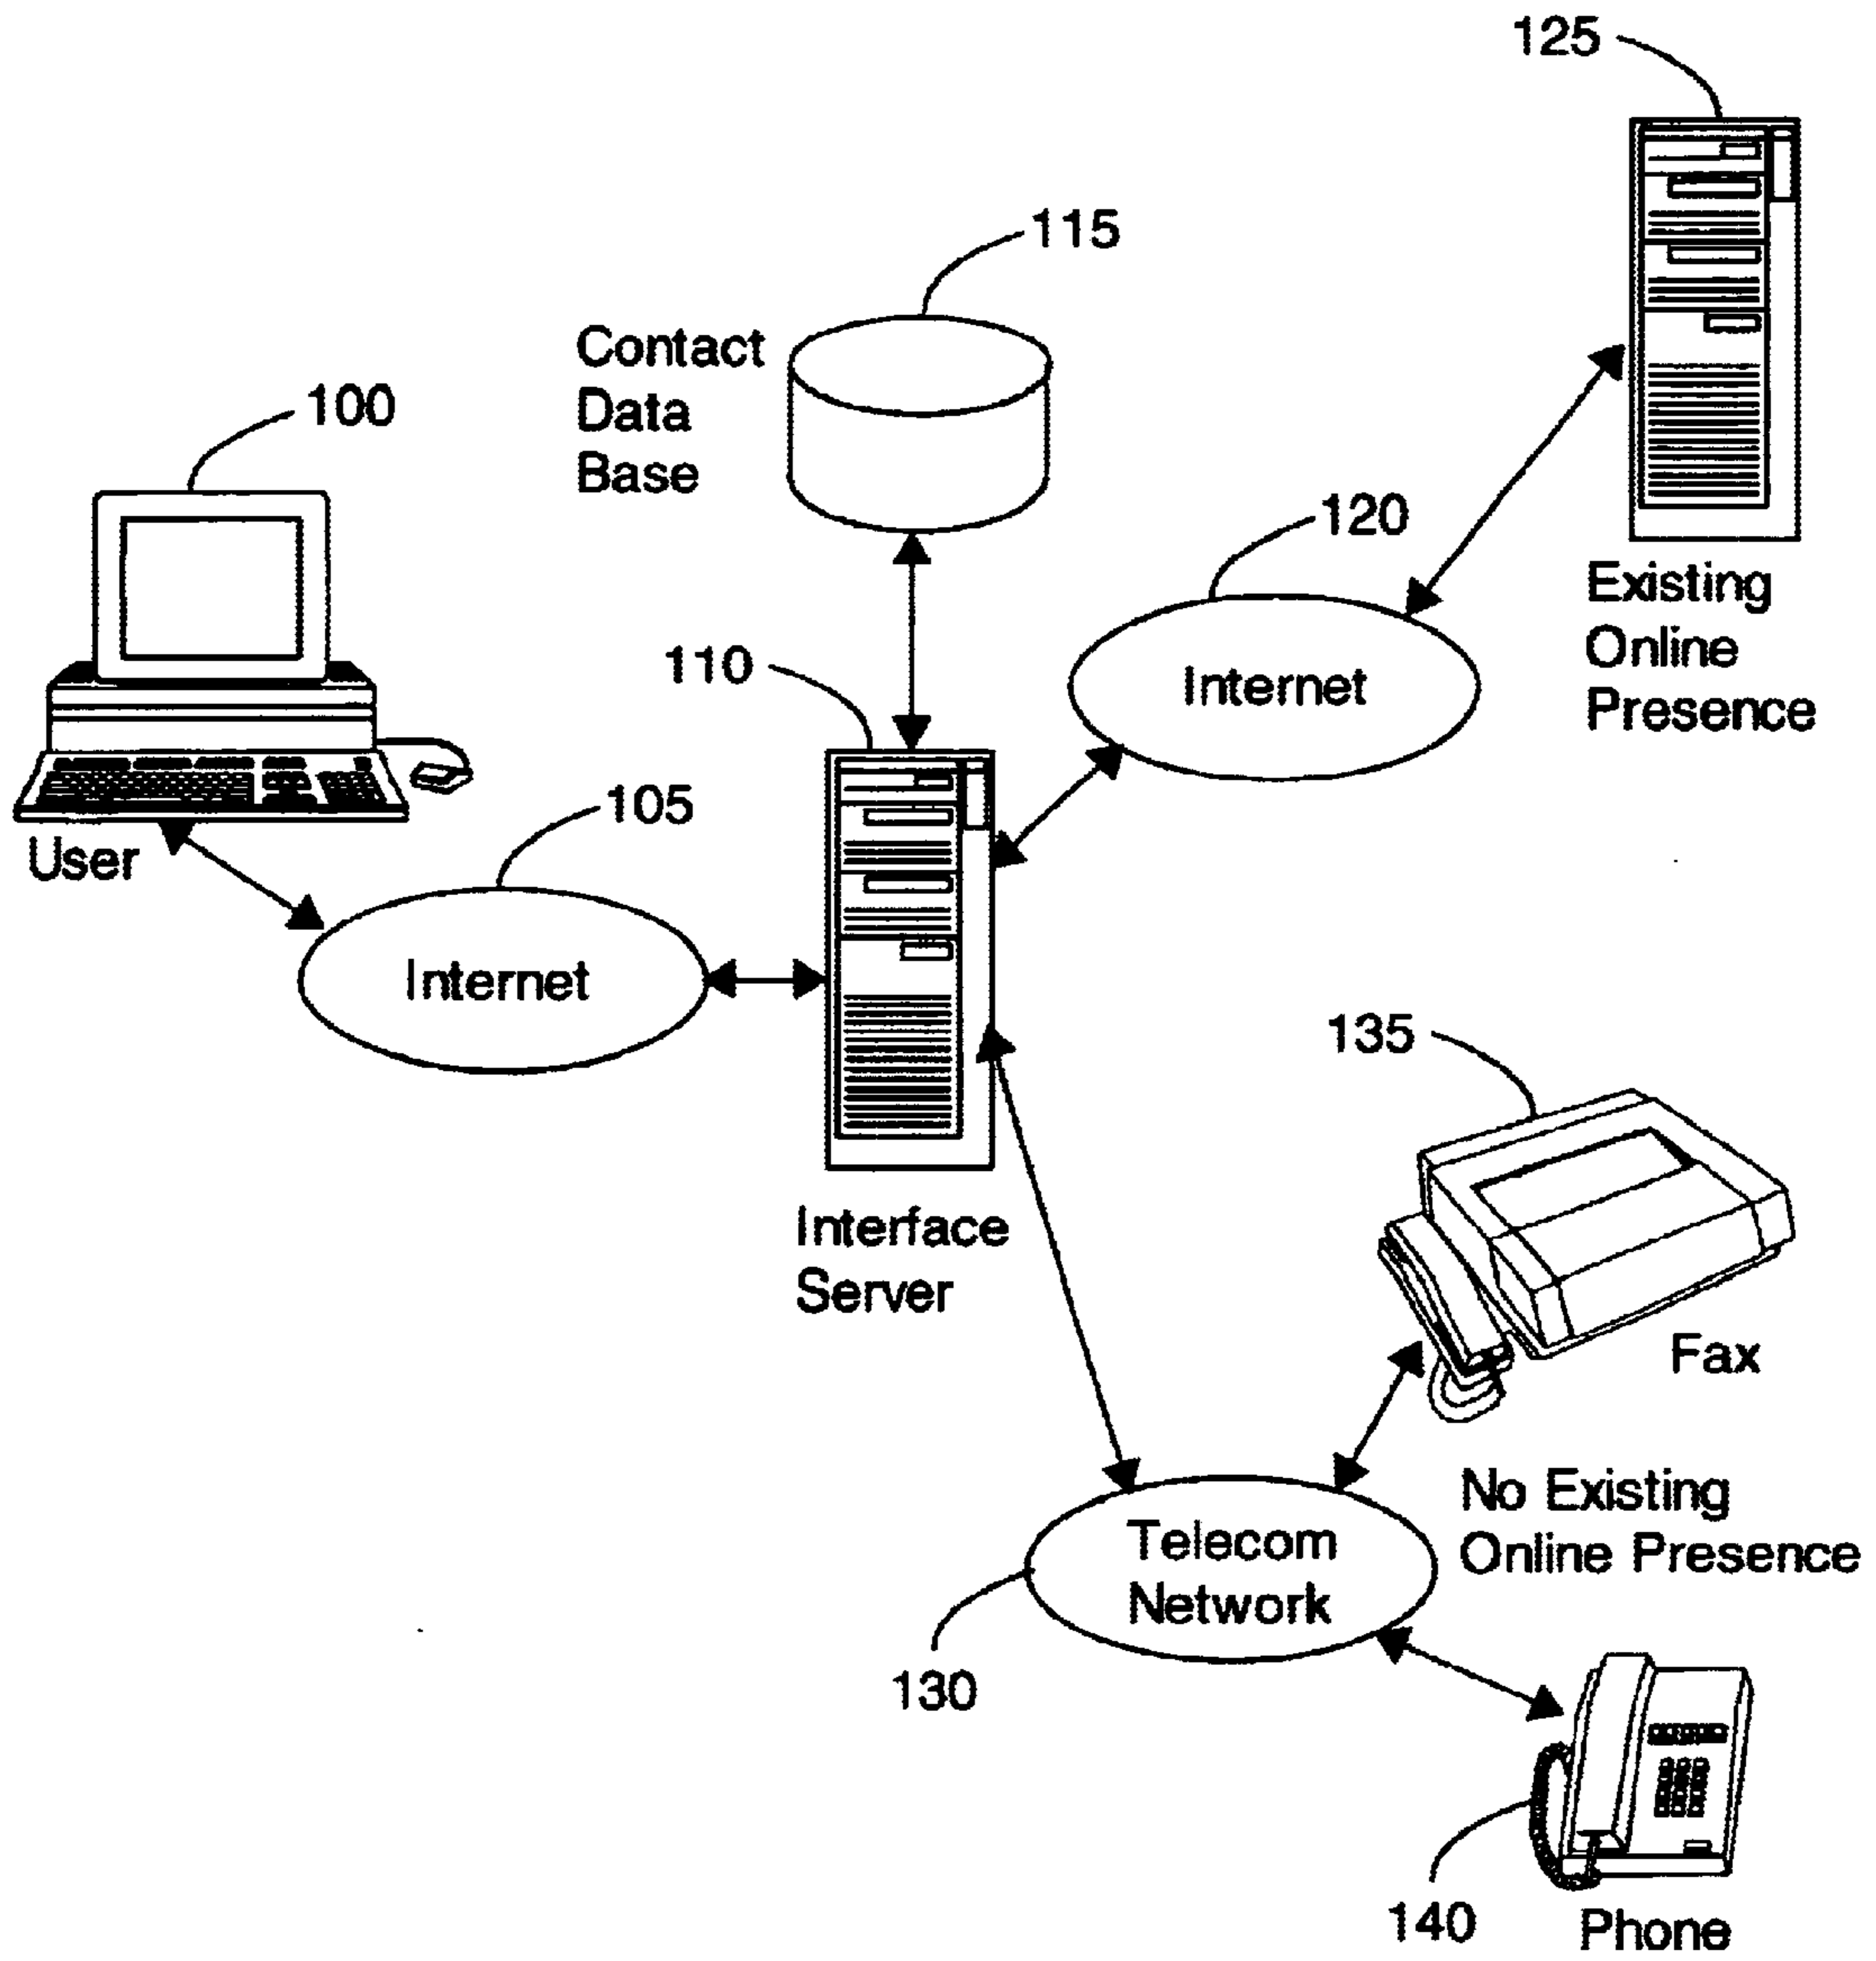 125
115
Contact
Data
Base
100
120
Existing
Online
Presence
Internet
110
105
User
Internet
135
Interface
Server
Fax
No Existing
Online Presence
Telecom
Network
130
140
Phone